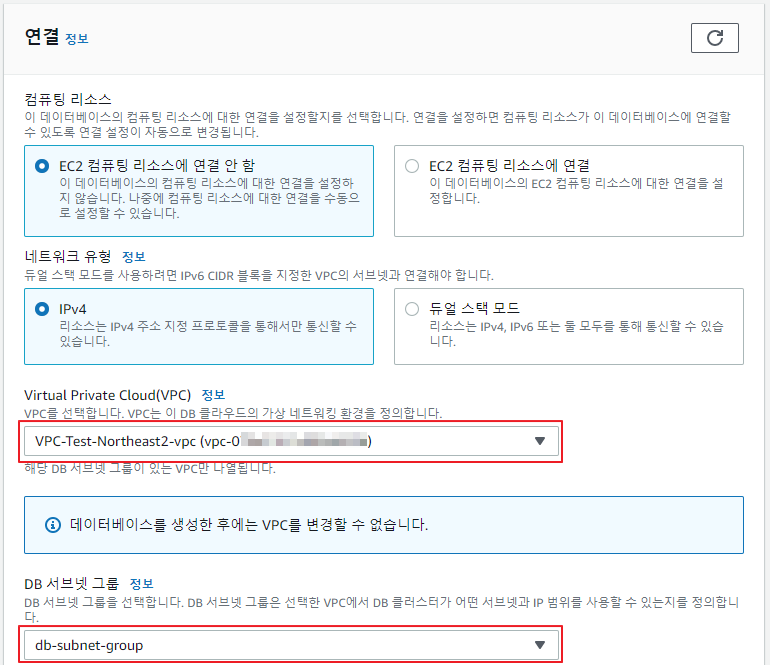 연결 정보
컴퓨팅 리소스
이 데이터베이스의 컴퓨팅 리소스에 대한 연결을 설정할지를 선택합니다. 연결을 설정하면 컴퓨팅 리소스가 이 데이터베이스에 연결할
수 있도록 연결 설정이 자동으로 변경됩니다.
EC2 컴퓨팅 리소스에 연결 안 함
이 데이터베이스의 컴퓨팅 리소스에 대한 연결을 설정하
지 않습니다. 나중에 컴퓨팅 리소스에 대한 연결을 수동으
로 설정할 수 있습니다.
EC2 컴퓨팅 리소스에 연결
이 데이터베이스의 EC2 컴퓨팅 리소스에 대한 연결을 설
정합니다.
네트워크 유형 정보
듀얼 스택 모드를 사용하려면 IPv6 CIDR 블록을 지정한 VPC의 서브넷과 연결해야 합니다.
IPv4
리소스는 IPv4 주소 지정 프로토콜을 통해서만 통신할 수
있습니다.
듀얼 스택 모드
리소스는 IPv4, IPv6 또는 둘 모두를 통해 통신할 수 있습
니다.
Virtual Private Cloud(VPC) 정보
VPC를 선택합니다. VPC는 이 DB 클라우드의 가상 네트워킹 환경을 정의합니다.
VPC-Test-Northeast2-vpc (vpc-0 )
해당 DB 서브넷 그룹이 있는 VPC만 나열됩니다.
데이터베이스를 생성한 후에는 VPC를 변경할 수 없습니다.
DB 서브넷 그룹 정보
DB 서브넷 그룹을 선택합니다. DB 서브넷 그룹은 선택한 VPC에서 DB 클러스터가 어떤 서브넷과 IP 범위를 사용할 수 있는지를 정의합니
다.
db-subnet-group